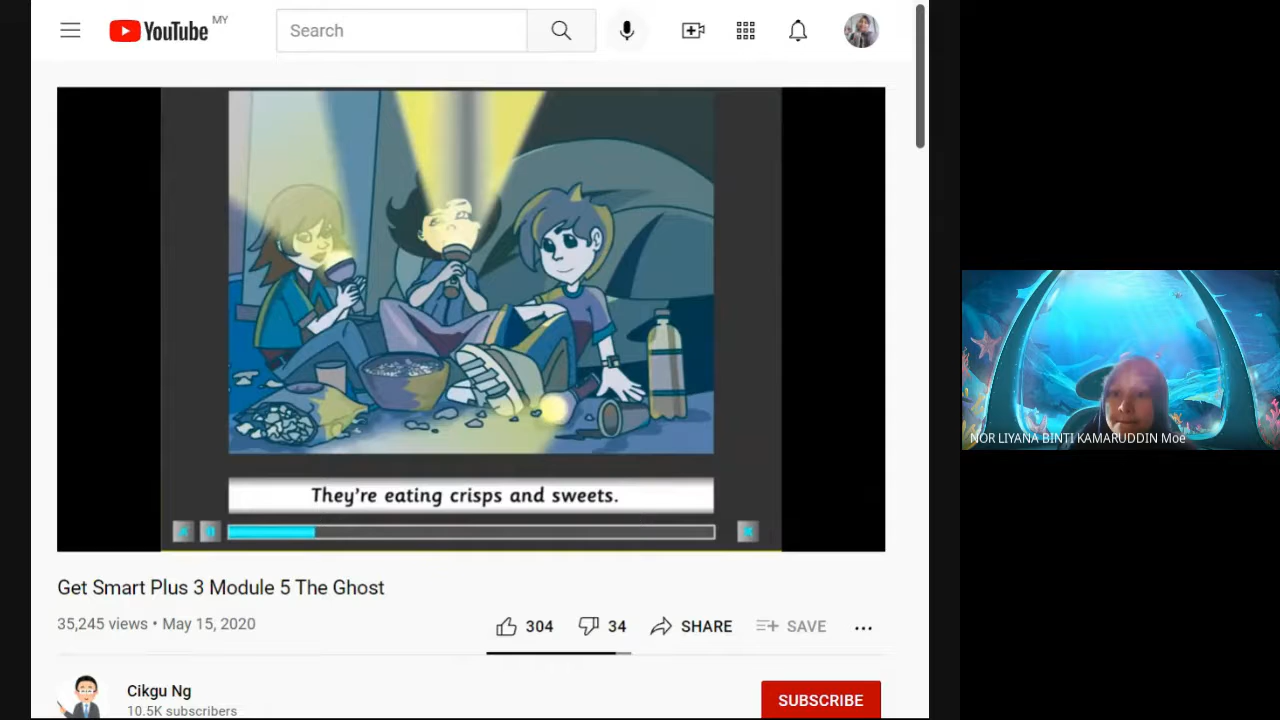 YouTube MY
Search
They're eating crisps and sweets.
Get Smart Plus 3 Module 5 The Ghost
35,245 views • May 15, 2020
304 34 SHARE SAVE ...
Cikgu Ng
10.5K subscribers
SUBSCRIBE
NOR LIYANA BINTI KAMARUDDIN Moe